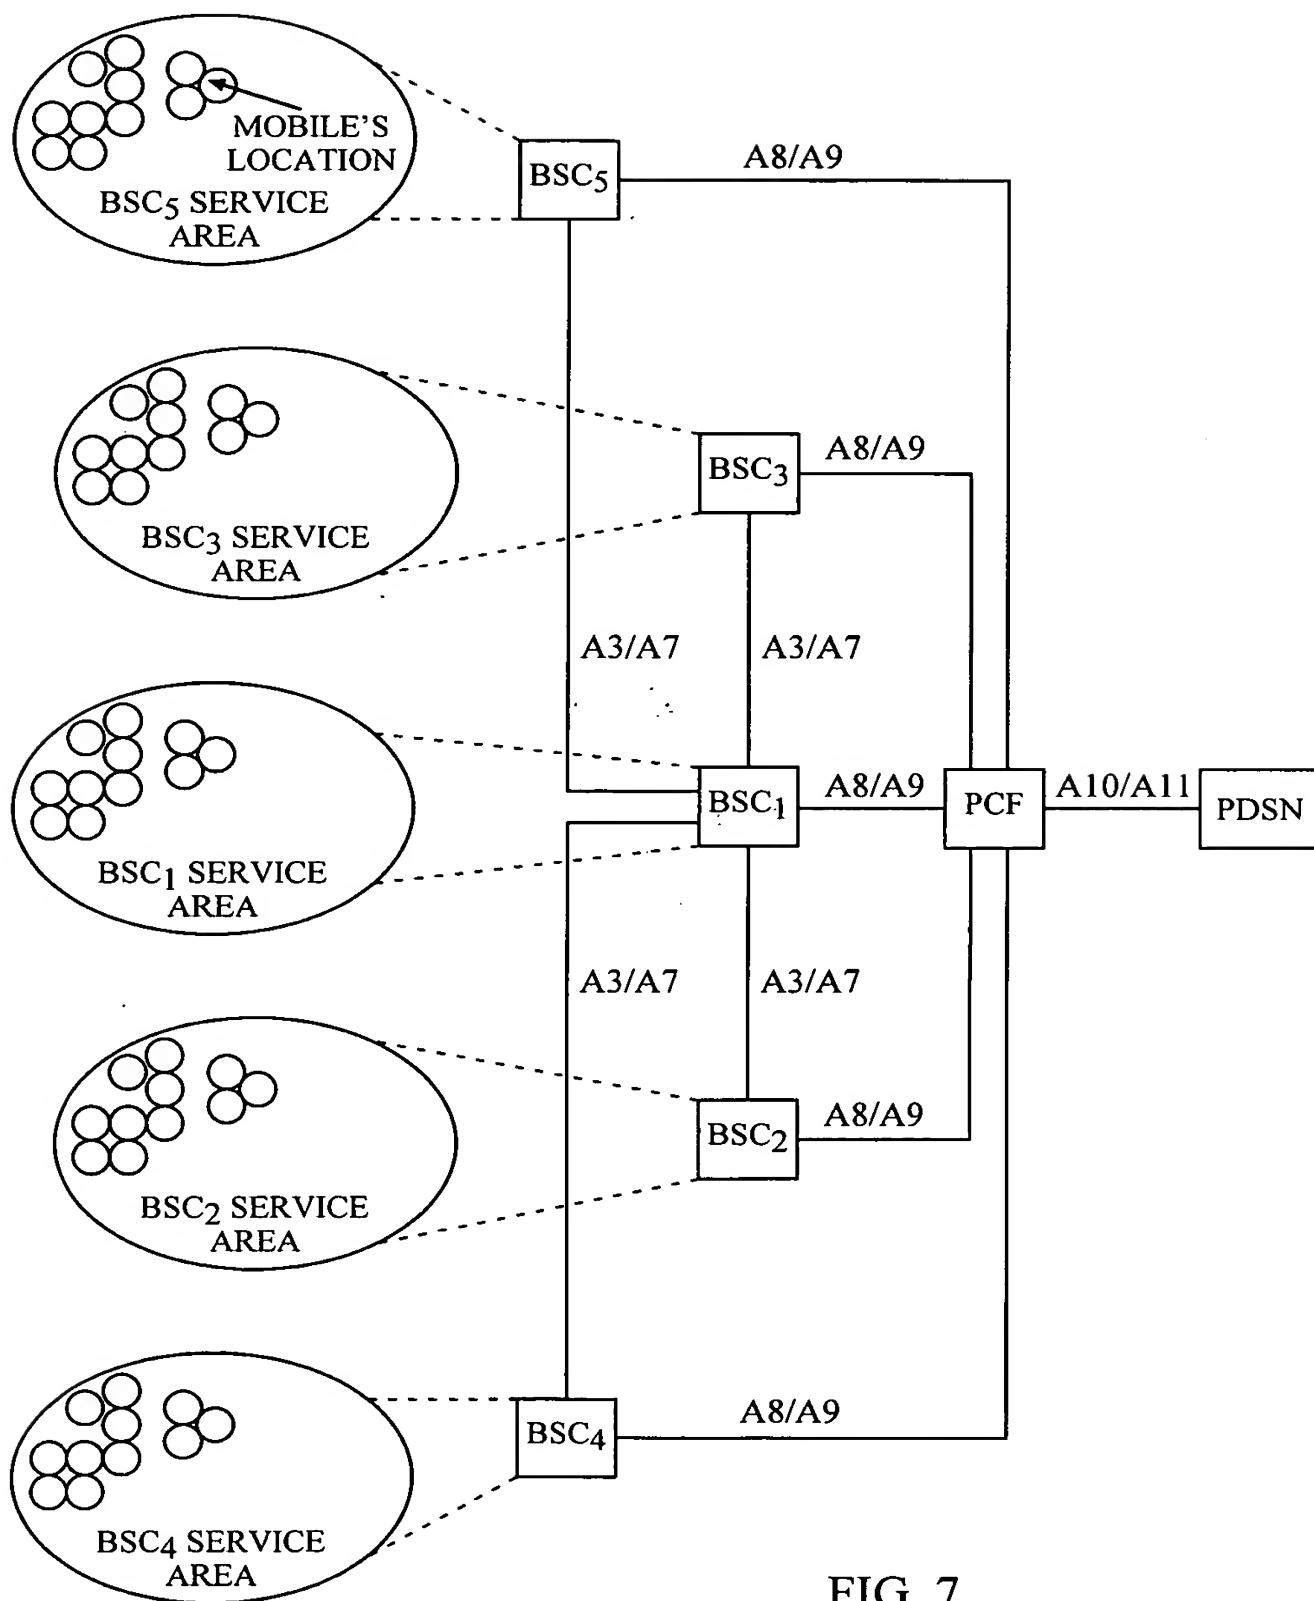 MOBILE'S
LOCATION
BSC5 SERVICE
AREA
BSC5
A8/A9
BSC3 SERVICE
AREA
BSC3
A8/A9
A3/A7
A3/A7
BSC1 SERVICE
AREA
BSC1
A8/A9
PCF
A10/A11
PDSN
A3/A7
A3/A7
BSC2 SERVICE
AREA
BSC2
A8/A9
BSC4 SERVICE
AREA
BSC4
A8/A9
FIG. 7